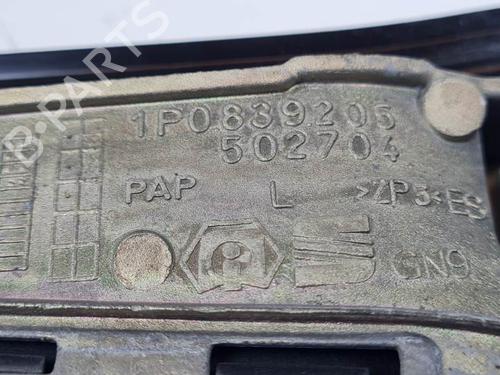 B-PARTS
1P0839205
502704
PAP L >ZP5<ES
GN9